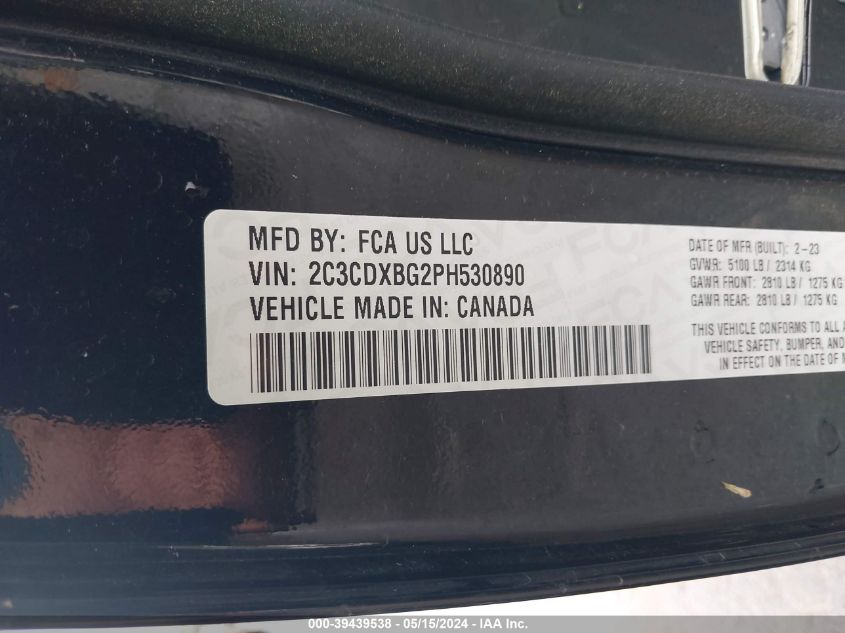 MFD BY: FCA US LLC
VIN: 2C3CDXBG2PH530890
VEHICLE MADE IN: CANADA
DATE OF MFR (BUILT): 2-23
GVWR: 5100 LB / 2314 KG
GAWR FRONT: 2810 LB / 1275 KG
GAWR REAR: 2810 LB / 1275 KG
THIS VEHICLE CONFORMS TO ALL
VEHICLE SAFETY, BUMPER, AND
IN EFFECT ON THE DATE OF
000-39439538 - 05/15/2024 - IAA Inc.